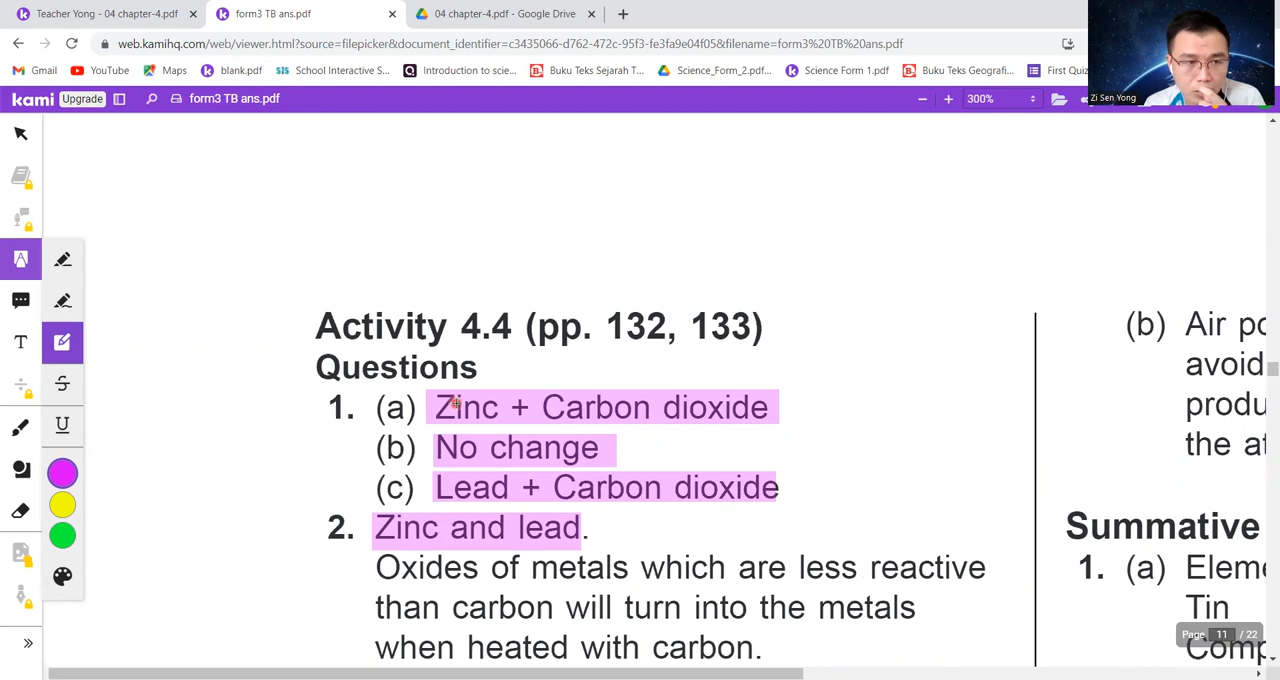 Teacher Yong - 04 chapter-4.pdf
form3 TB ans.pdf
04 chapter-4.pdf - Google Drive
web.kamihq.com/web/viewer.html?source=filepicker&document_identifier=c3435066-d762-472c-95f3-fe3fa9e04f05&filename=form3%20TB%20ans.pdf
Gmail YouTube Maps blank.pdf School Interactive S... Introduction to scie... Buku Teks Sejarah T... Science_Form_2.pdf... Science Form 1.pdf Buku Teks Geografi... First Quiz
kami Upgrade form3 TB ans.pdf 300%
Zi Sen Yong
Activity 4.4 (pp. 132, 133)
Questions
1. (a) Zinc + Carbon dioxide
(b) No change
(c) Lead + Carbon dioxide
2. Zinc and lead.
Oxides of metals which are less reactive
than carbon will turn into the metals
when heated with carbon.
(b) Air po
avoid
produ
the at
Summative
1. (a) Eleme
Tin
Comp
Page 11 / 22